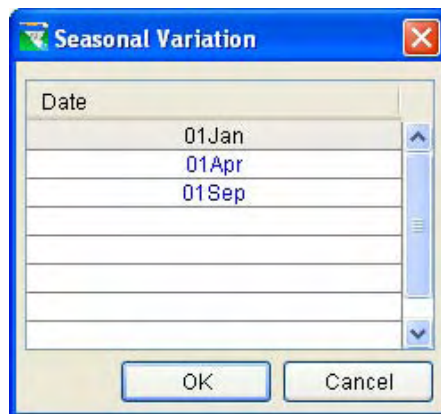 Seasonal Variation
Date
01Jan
01Apr
01Sep
OK Cancel